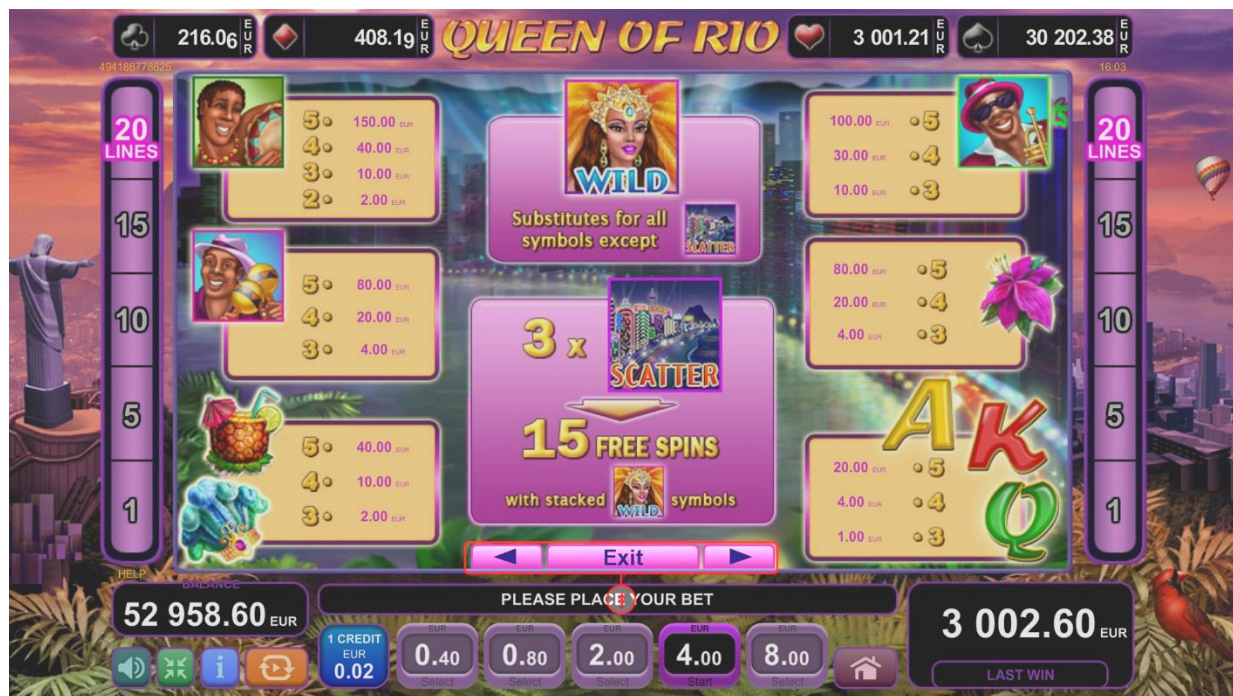 216.06 EUR
408.19 EUR
QUEEN OF RIO
3 001.21 EUR
30 202.38 EUR
494186778625
16:03
20 LINES
15
10
5
1
5 150.00 EUR
4 40.00 EUR
3 10.00 EUR
2 2.00 EUR
5 80.00 EUR
4 20.00 EUR
3 4.00 EUR
5 40.00 EUR
4 10.00 EUR
3 2.00 EUR
WILD
Substitutes for all
symbols except SCATTER
3 x SCATTER
15 FREE SPINS
with stacked WILD symbols
100.00 EUR 5
30.00 EUR 4
10.00 EUR 3
80.00 EUR 5
20.00 EUR 4
4.00 EUR 3
A K Q
20.00 EUR 5
4.00 EUR 4
1.00 EUR 3
20 LINES
15
10
5
1
Exit
HELP
BALANCE
52 958.60 EUR
PLEASE PLACE YOUR BET
3 002.60 EUR
LAST WIN
i
1 CREDIT
EUR
0.02
EUR 0.40 Select
EUR 0.80 Select
EUR 2.00 Select
EUR 4.00 Start
EUR 8.00 Select